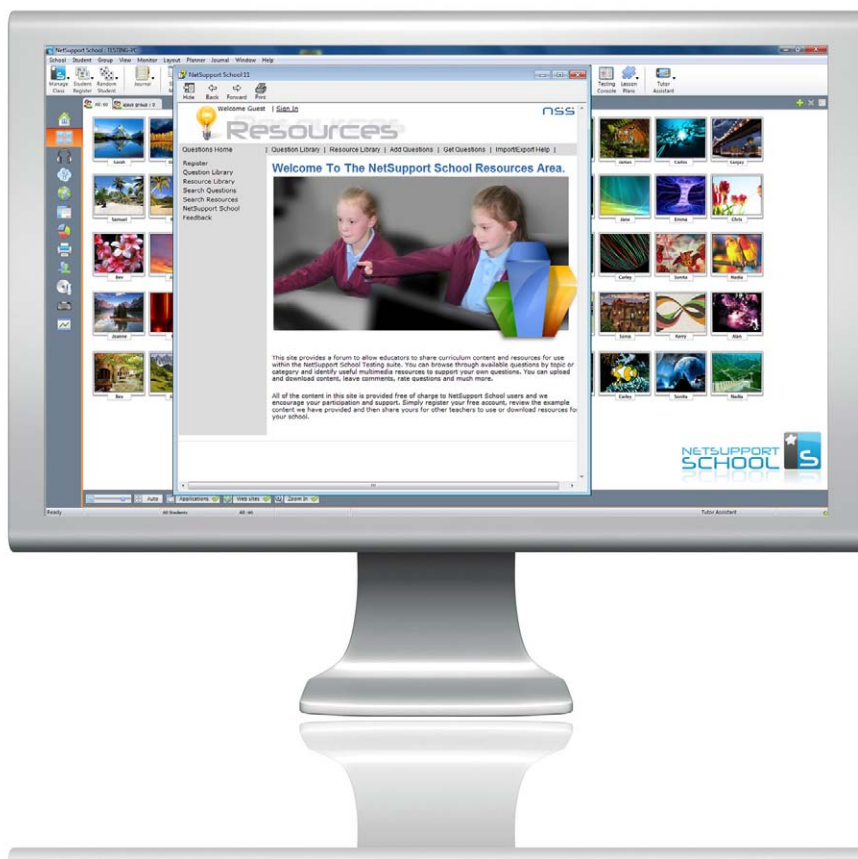 NetSupport School - TESTING-PC
School Student Group View Monitor Layout Planner Journal Window Help
Manage Class
Student Register
Random Student
Journal
Testing Console
Lesson Plans
Tutor Assistant
All: 60
NetSupport School 11
Hide Back Forward Print
Welcome Guest | Sign In
nss
Resources
Questions Home | Question Library | Resource Library | Add Questions | Get Questions | Import/Export Help |
Register
Question Library
Resource Library
Search Questions
Search Resources
NetSupport School
Feedback
Welcome To The NetSupport School Resources Area.
This site provides a forum to allow educators to share curriculum content and resources for use
within the NetSupport School Testing suite. You can browse through available questions by topic or
category and identify useful multimedia resources to support your own questions. You can upload
and download content, leave comments, rate questions and much more.
All of the content in this site is provided free of charge to NetSupport School users and we
encourage your participation and support. Simply register your free account, review the example
content we have provided and then share yours for other teachers to use or download resources for
your school.
Sarah
James Carlos Sanjay
Samuel
Jane Emma Chris
Ben
Carley Sunita Nadia
Joanne
Sonia Kerry Alan
Ben
Carley Sunita Nadia
NETSUPPORT
SCHOOL
S
Auto Applications Web sites Zoom In
Ready All Students All: 60 Tutor Assistant